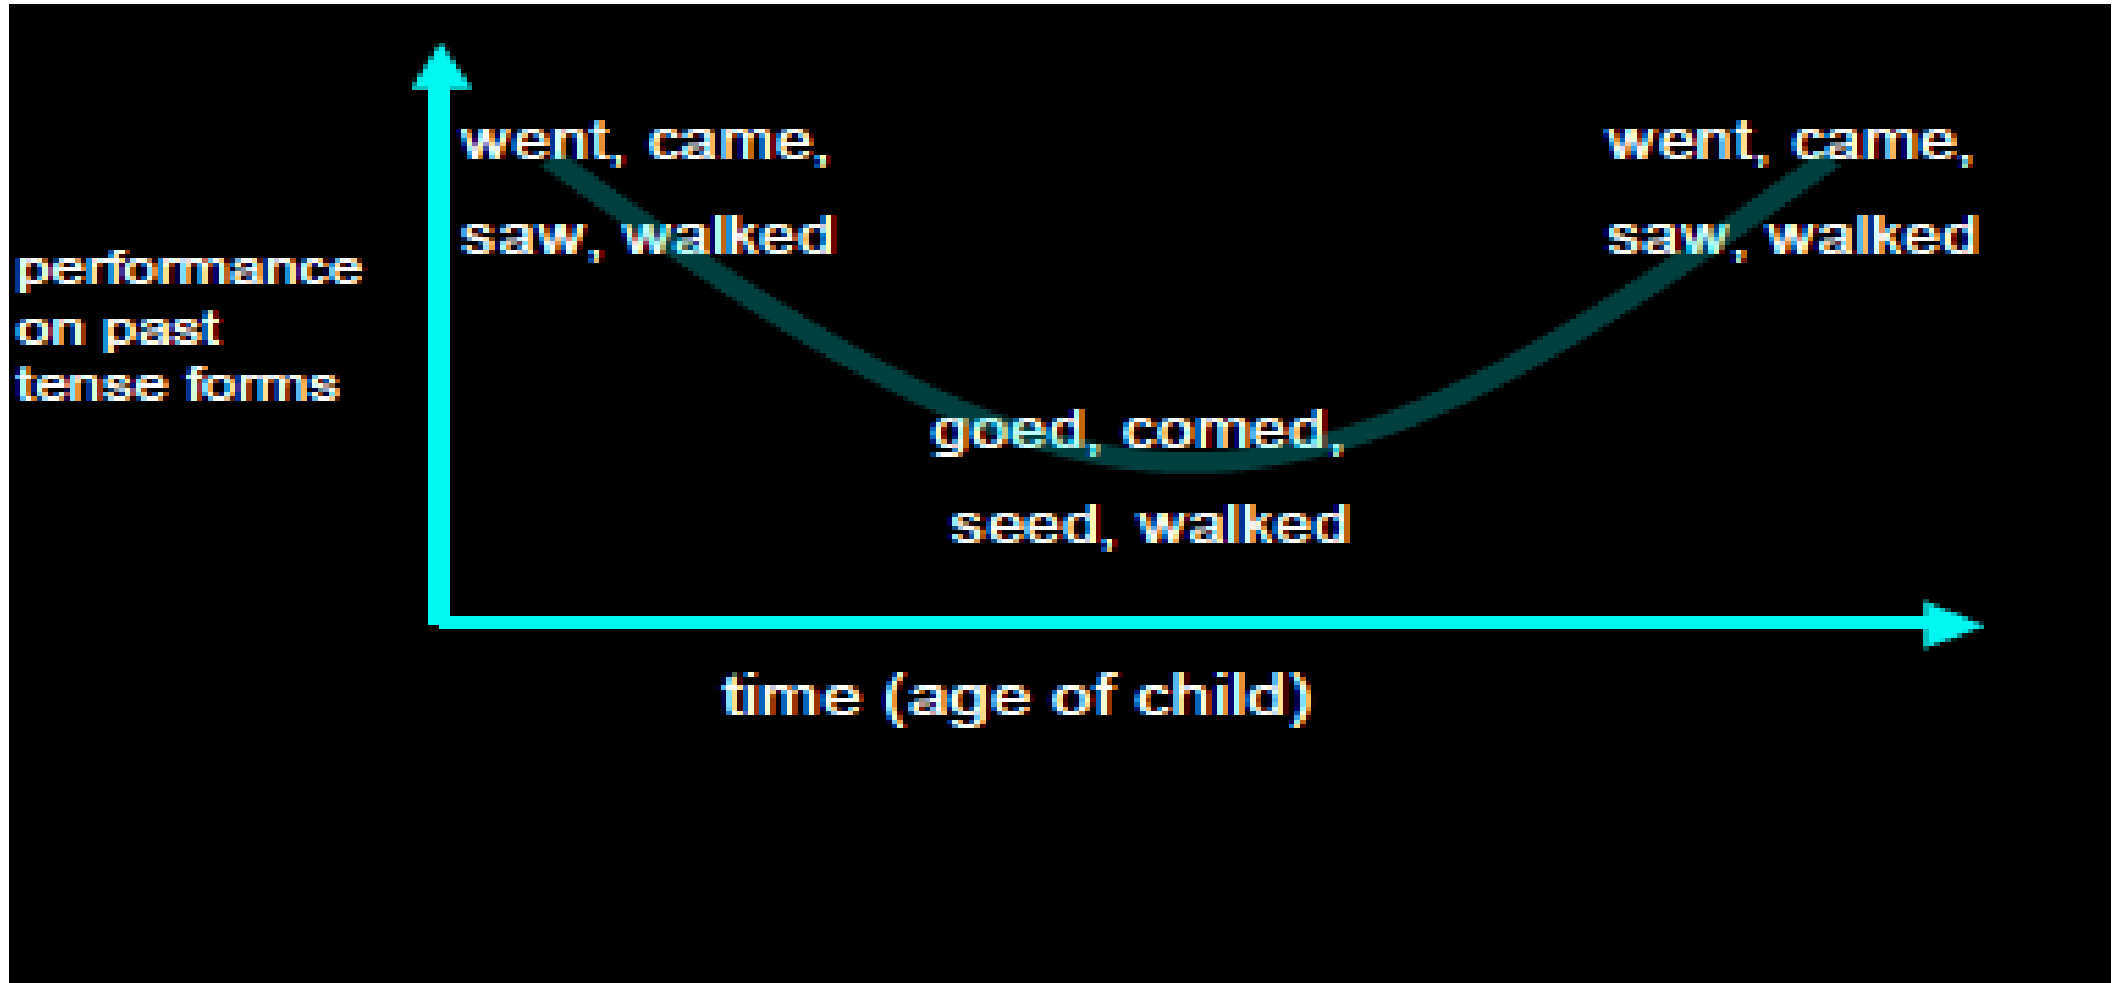 went, came,
saw, walked
went, came,
saw, walked
performance
on past
tense forms
goed, comed,
seed, walked
time (age of child)